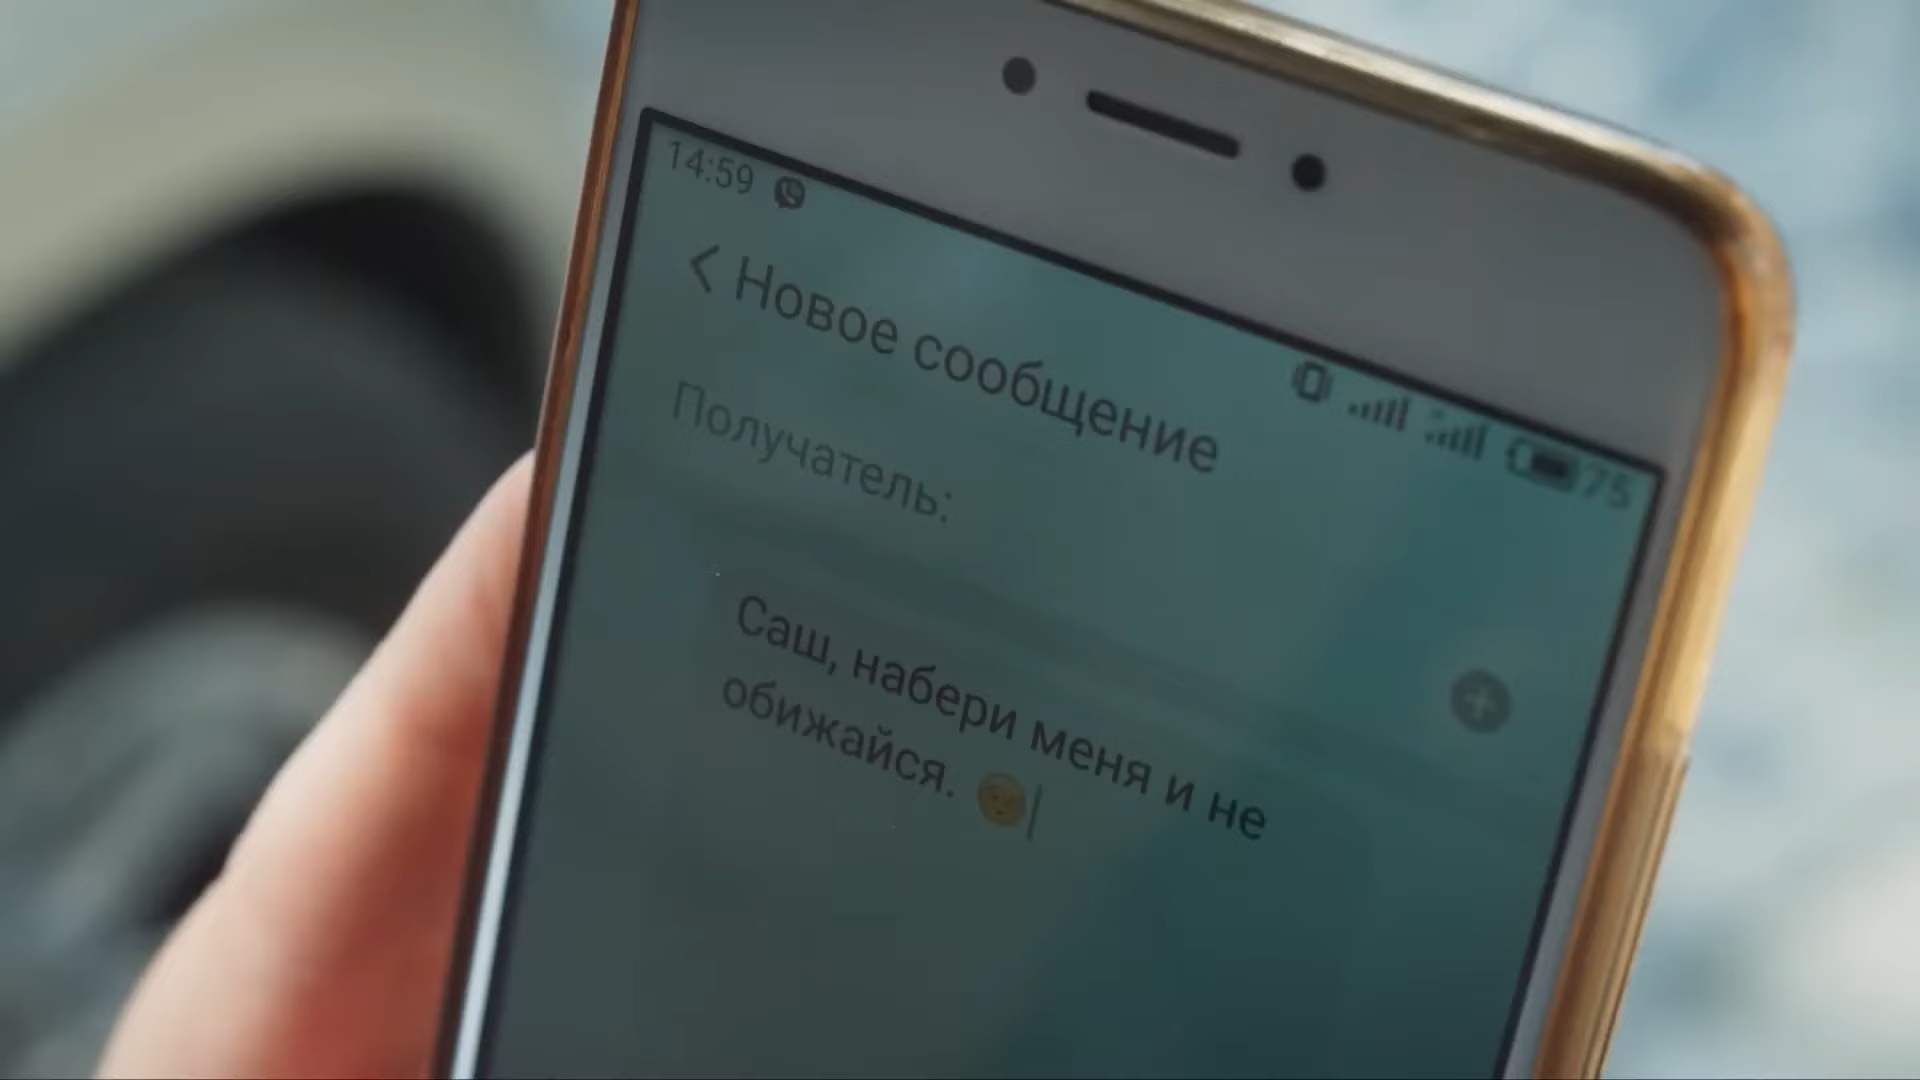 14:59
75
Новое сообщение
Получатель:
Саш, набери меня и не
обижайся.